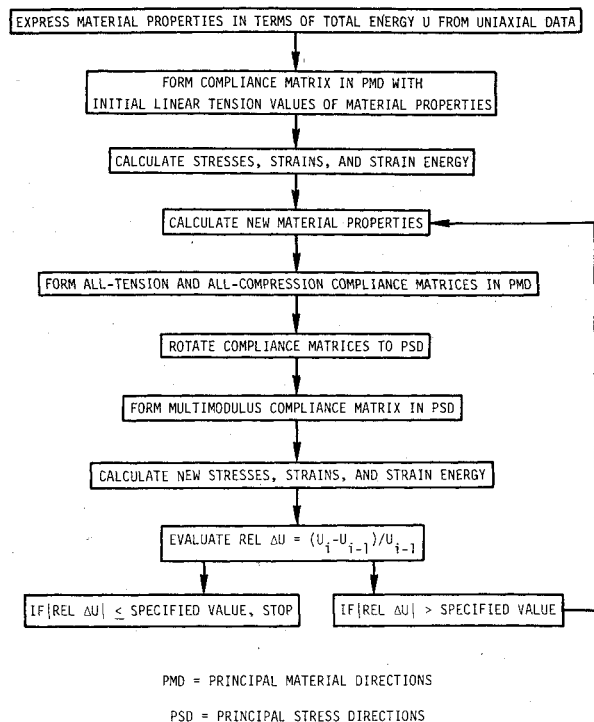 EXPRESS MATERIAL PROPERTIES IN TERMS OF TOTAL ENERGY U FROM UNIAXIAL DATA
FORM COMPLIANCE MATRIX IN PMD WITH
INITIAL LINEAR TENSION VALUES OF MATERIAL PROPERTIES
CALCULATE STRESSES, STRAINS, AND STRAIN ENERGY
CALCULATE NEW MATERIAL PROPERTIES
FORM ALL-TENSION AND ALL-COMPRESSION COMPLIANCE MATRICES IN PMD
ROTATE COMPLIANCE MATRICES TO PSD
FORM MULTIMODULUS COMPLIANCE MATRIX IN PSD
CALCULATE NEW STRESSES, STRAINS, AND STRAIN ENERGY
EVALUATE REL ΔU = (U_i-U_{i-1})/U_{i-1}
IF|REL ΔU| ≤ SPECIFIED VALUE, STOP
IF|REL ΔU| > SPECIFIED VALUE
PMD = PRINCIPAL MATERIAL DIRECTIONS
PSD = PRINCIPAL STRESS DIRECTIONS